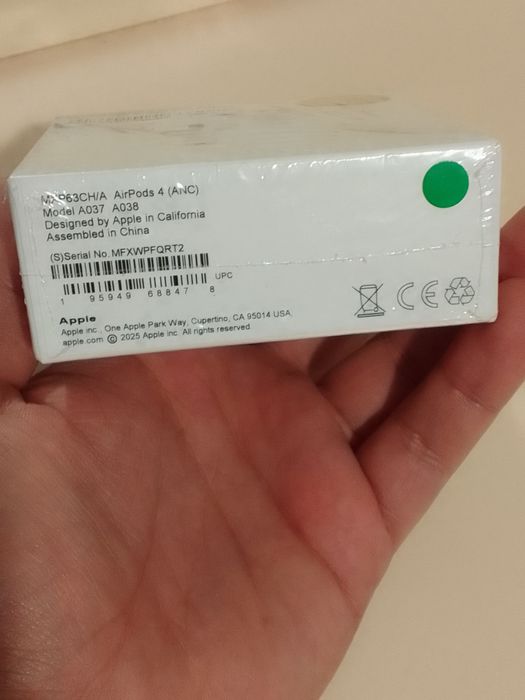 MXP63CH/A AirPods 4 (ANC)
Model A037 A038
Designed by Apple in California
Assembled in China
(S)Serial No.MFXWPFQRT2
UPC
1 95949 68847 8
Apple
Apple inc , One Apple Park Way, Cupertino, CA 95014 USA,
apple.com © 2025 Apple Inc. All rights reserved
CE